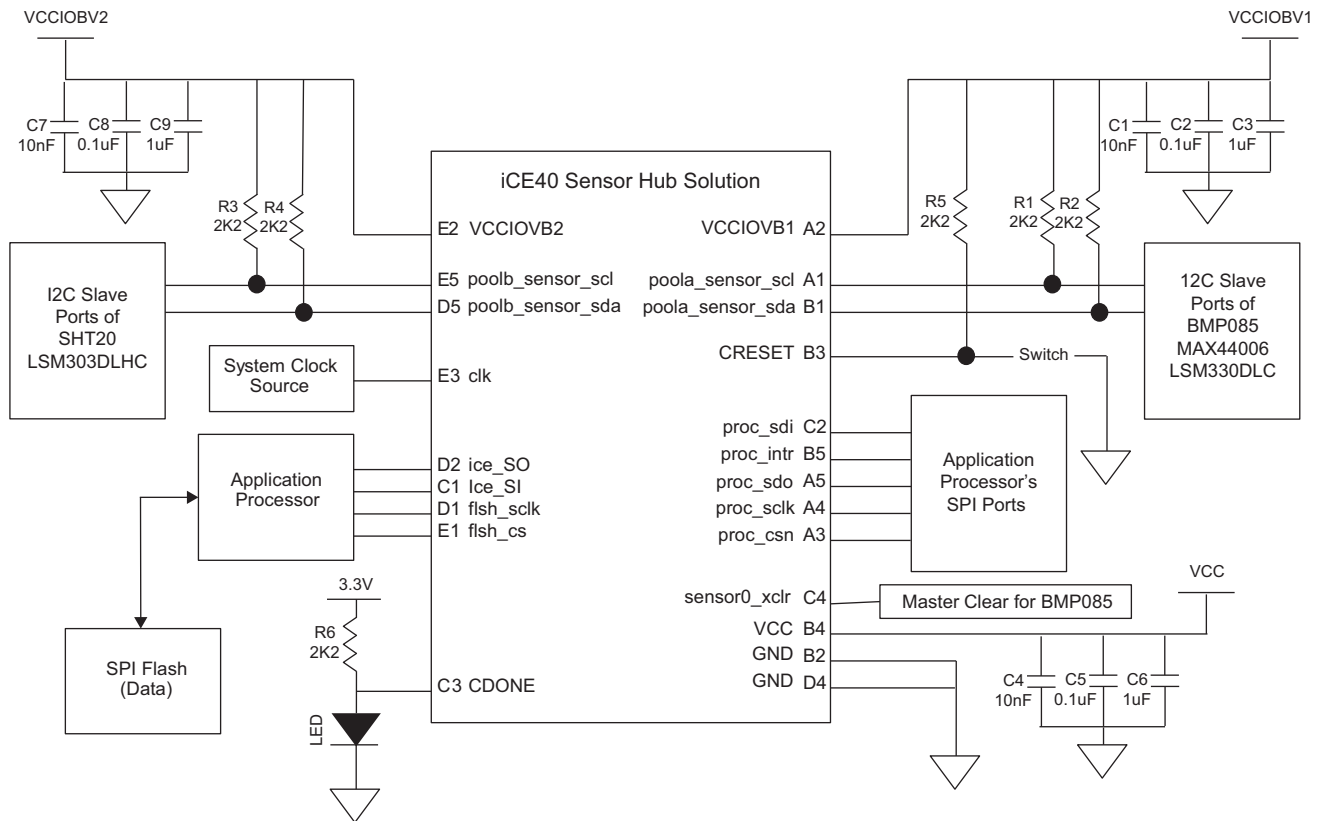 VCCIOBV2
VCCIOBV1
C7
10nF
C8
0.1uF
C9
1uF
C1
10nF
C2
0.1uF
C3
1uF
R3
2K2
R4
2K2
R5
2K2
R1
2K2
R2
2K2
iCE40 Sensor Hub Solution
E2 VCCIOVB2
VCCIOVB1 A2
I2C Slave
Ports of
SHT20
LSM303DLHC
E5 poolb_sensor_scl
D5 poolb_sensor_sda
poola_sensor_scl A1
poola_sensor_sda B1
12C Slave
Ports of
BMP085
MAX44006
LSM330DLC
CRESET B3
Switch
System Clock
Source
E3 clk
Application
Processor
D2 ice_SO
C1 Ice_SI
D1 flsh_sclk
E1 flsh_cs
proc_sdi C2
proc_intr B5
proc_sdo A5
proc_sclk A4
proc_csn A3
Application
Processor's
SPI Ports
sensor0_xclr C4
Master Clear for BMP085
VCC
VCC B4
GND B2
GND D4
C4
10nF
C5
0.1uF
C6
1uF
3.3V
R6
2K2
C3 CDONE
LED
SPI Flash
(Data)